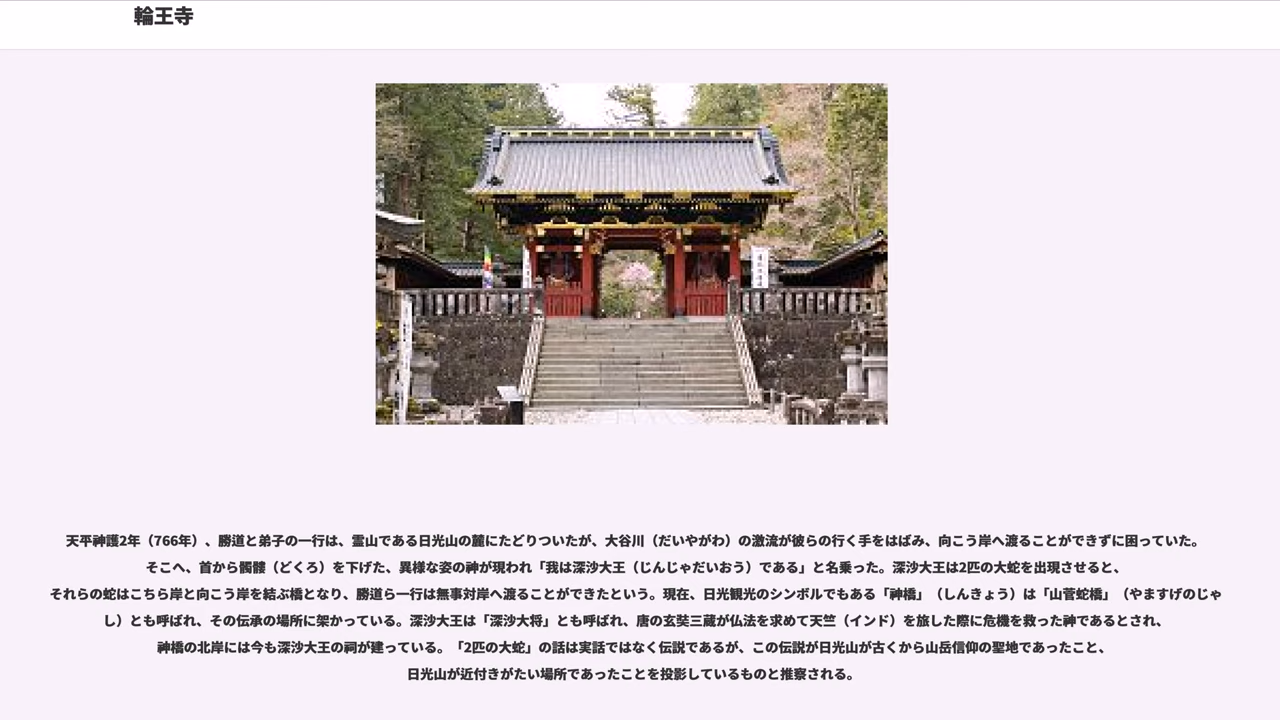 輪王寺
天平神護2年（766年）、勝道と弟子の一行は、霊山である日光山の麓にたどりついたが、大谷川（だいやがわ）の激流が彼らの行く手をはばみ、向こう岸へ渡ることができずに困っていた。
そこへ、首から髑髏（どくろ）を下げた、異様な姿の神が現われ「我は深沙大王（じんじゃだいおう）である」と名乗った。深沙大王は2匹の大蛇を出現させると、
それらの蛇はこちら岸と向こう岸を結ぶ橋となり、勝道ら一行は無事対岸へ渡ることができたという。現在、日光観光のシンボルでもある「神橋」（しんきょう）は「山菅蛇橋」（やますげのじゃ
し）とも呼ばれ、その伝承の場所に架かっている。深沙大王は「深沙大将」とも呼ばれ、唐の玄奘三蔵が仏法を求めて天竺（インド）を旅した際に危機を救った神であるとされ、
神橋の北岸には今も深沙大王の祠が建っている。「2匹の大蛇」の話は実話ではなく伝説であるが、この伝説が日光山が古くから山岳信仰の聖地であったこと、
日光山が近付きがたい場所であったことを投影しているものと推察される。